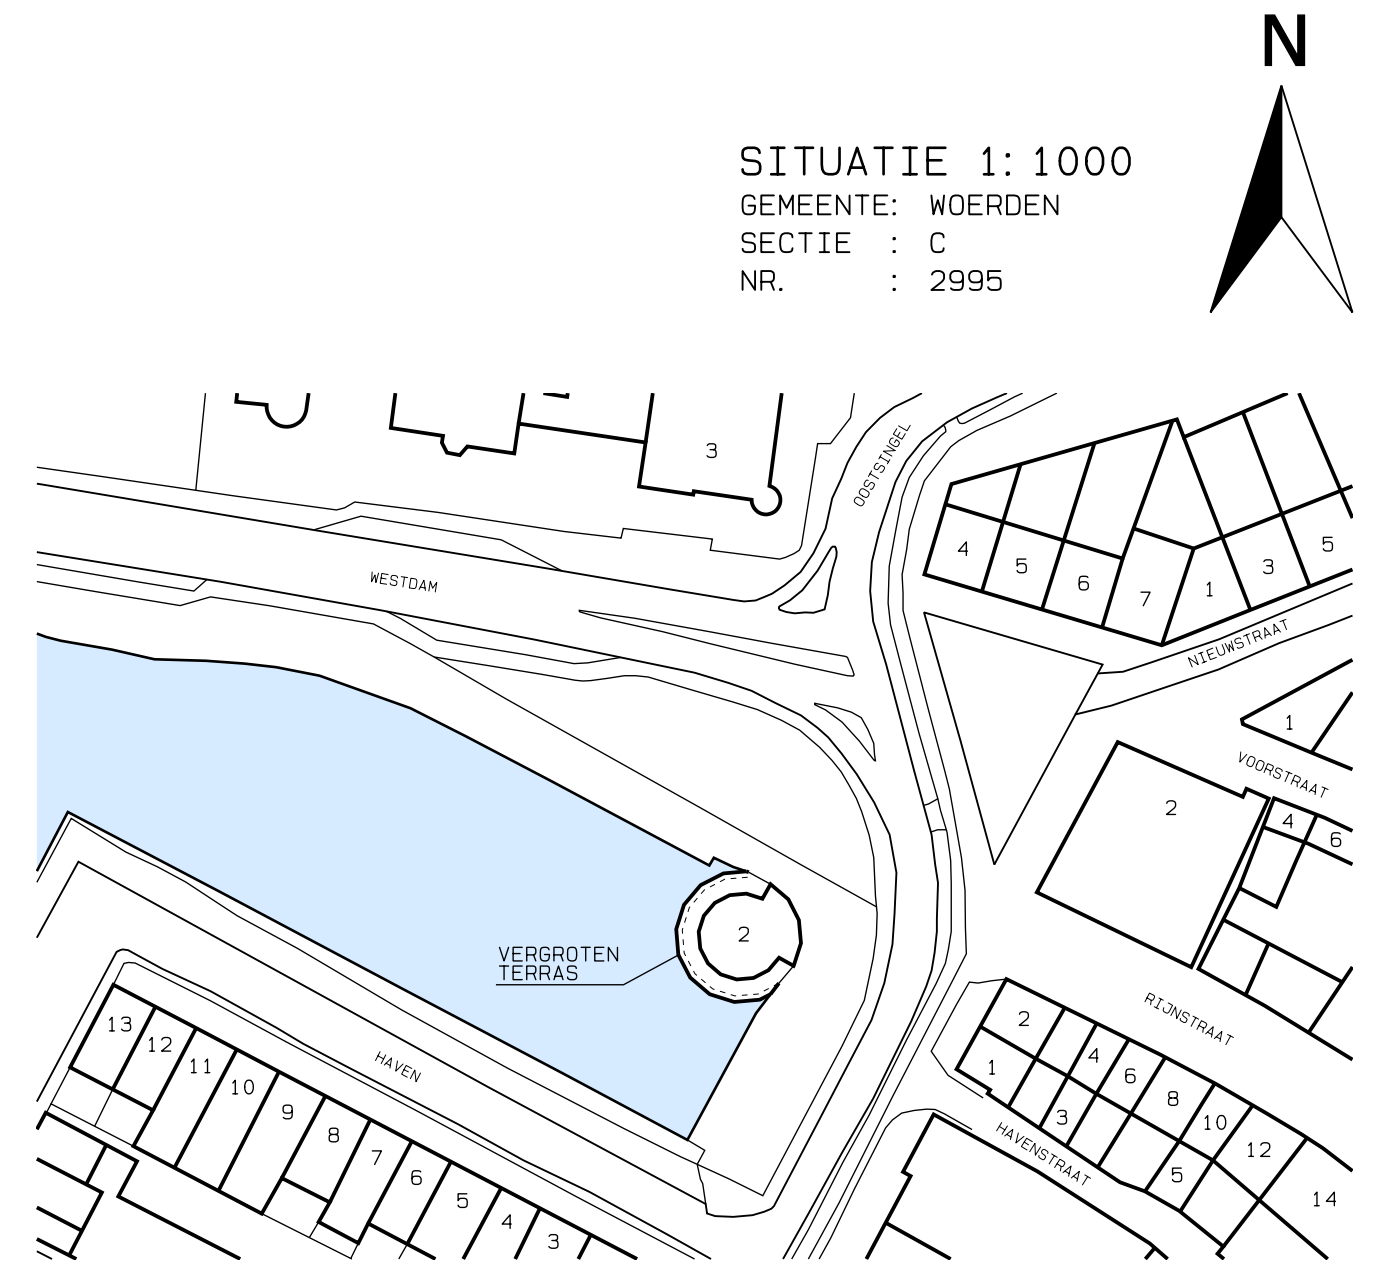 N
SITUATIE 1:1000
GEMEENTE: WOERDEN
SECTIE : C
NR. : 2995
3
OOSTSINGEL
WESTDAM
4
5
6
7
1
3
5
NIEUWSTRAAT
1
VOORSTRAAT
2
4
6
2
VERGROTEN
TERRAS
RIJNSTRAAT
HAVEN
13
12
11
10
9
8
7
6
5
4
3
2
1
4
6
8
10
12
14
3
5
HAVENSTRAAT